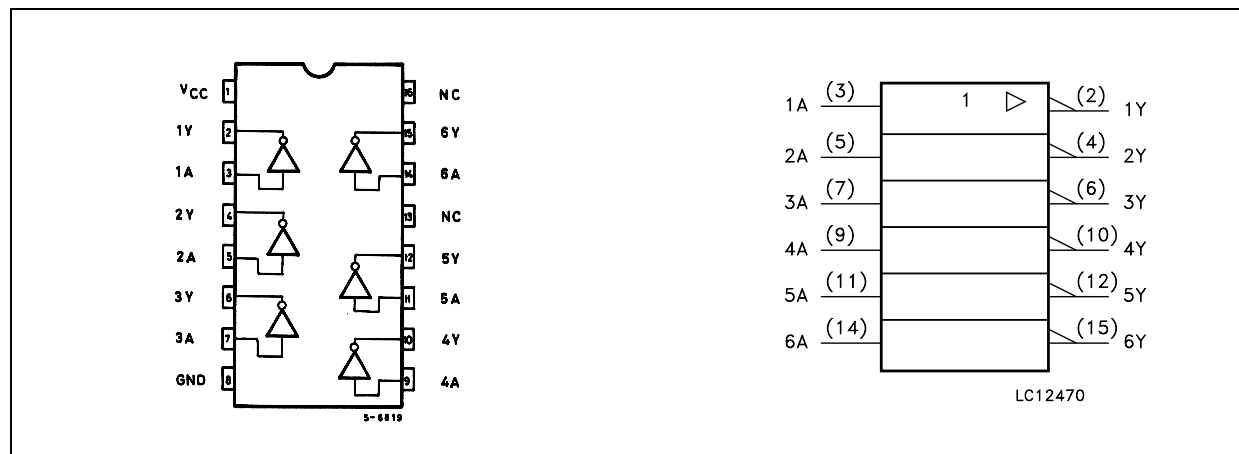 VCC 1 16 NC
1Y 2 15 6Y
1A 3 14 6A
2Y 4 13 NC
2A 5 12 5Y
3Y 6 11 5A
3A 7 10 4Y
GND 8 9 4A
S-6819
1
1A (3) (2) 1Y
2A (5) (4) 2Y
3A (7) (6) 3Y
4A (9) (10) 4Y
5A (11) (12) 5Y
6A (14) (15) 6Y
LC12470